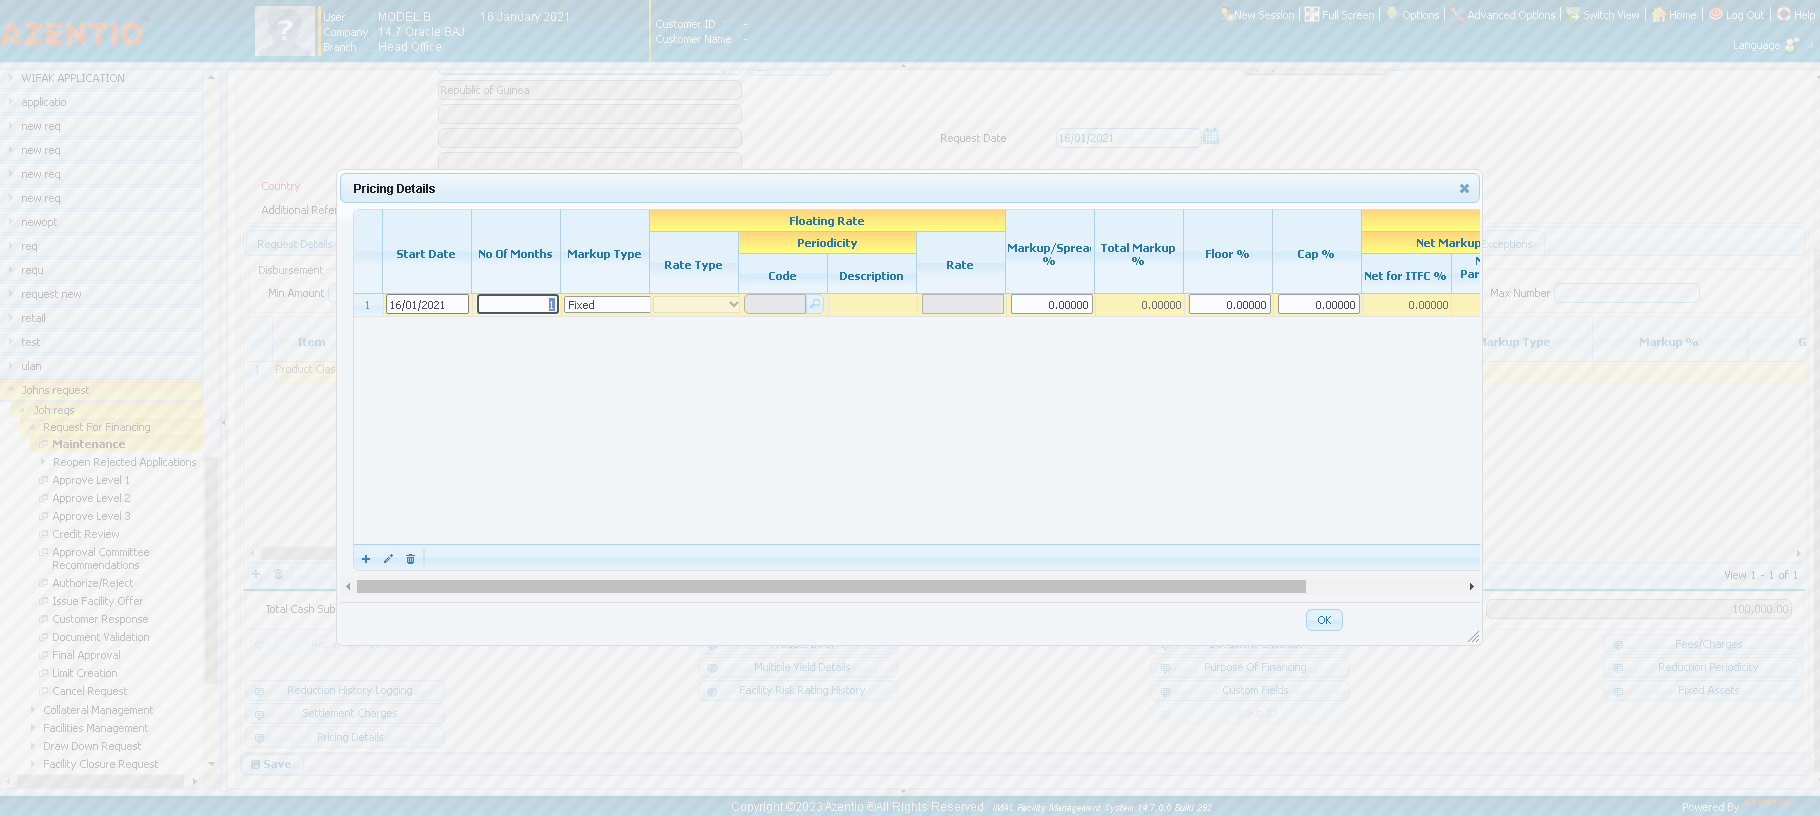 AZENTIO
User : MODEL B 16 January 2021
Company : 14.7 Oracle BAJ
Branch : Head Office
Customer ID : -
Customer Name : -
New Session Full Screen Options Advanced Options Switch View Home Log Out Help
Language
WIFAK APPLICATION
applicatio
new req
new req
new req
new req
newopt
req
requ
request new
retail
test
ulan
Johns request
Joh reqs
Request For Financing
Maintenance
Reopen Rejected Applications
Approve Level 1
Approve Level 2
Approve Level 3
Credit Review
Approval Committee
Recommendations
Authorize/Reject
Issue Facility Offer
Customer Response
Document Validation
Final Approval
Limit Creation
Cancel Request
Collateral Management
Facilities Management
Draw Down Request
Facility Closure Request
Republic of Guinea
Request Date 16/01/2021
Country
Additional Refer
Request Details
Exceptions
Disbursement
Min Amount
Max Number
Item
Markup Type Markup % G
1 Product Clas
Pricing Details
Floating Rate
Periodicity
Net Markup
Start Date No Of Months Markup Type Rate Type Code Description Rate Markup/Sprea
% Total Markup
% Floor % Cap % Net for ITFC % N
Par
1 16/01/2021 1 Fixed 0.00000 0.00000 0.00000 0.00000 0.00000
OK
View 1 - 1 of 1
Total Cash Sub
100,000.00
Fees/Charges
Multiple Yield Details
Purpose Of Financing
Reduction Periodicity
Reduction History Logging
Facility Risk Rating History
Custom Fields
Fixed Assets
Settlement Charges
Pricing Details
Save
Copyright ©2023 Azentio ®All Rights Reserved IMAL Facility Management System 14.7.0.0 Build 292
Powered By AZENTIO